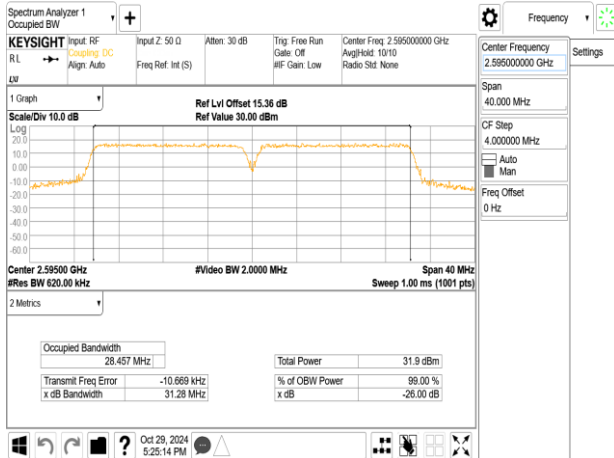 Spectrum Analyzer 1
Occupied BW
+
Frequency
KEYSIGHT
R L
Input: RF
Coupling: DC
Align: Auto
Input Z: 50 Ω
Freq Ref: Int (S)
Atten: 30 dB
Trig: Free Run
Gate: Off
#IF Gain: Low
Center Freq: 2.595000000 GHz
Avg|Hold: 10/10
Radio Std: None
Center Frequency
2.595000000 GHz
Settings
Span
40.000 MHz
CF Step
4.000000 MHz
Auto
Man
Freq Offset
0 Hz
1 Graph
Scale/Div 10.0 dB
Ref Lvl Offset 15.36 dB
Ref Value 30.00 dBm
Log
20.0
10.0
0.00
-10.0
-20.0
-30.0
-40.0
-50.0
-60.0
Center 2.59500 GHz
#Video BW 2.0000 MHz
Span 40 MHz
#Res BW 620.00 kHz
Sweep 1.00 ms (1001 pts)
2 Metrics
Occupied Bandwidth
28.457 MHz
Total Power 31.9 dBm
Transmit Freq Error -10.669 kHz
% of OBW Power 99.00 %
x dB Bandwidth 31.28 MHz
x dB -26.00 dB
?
Oct 29, 2024
5:25:14 PM